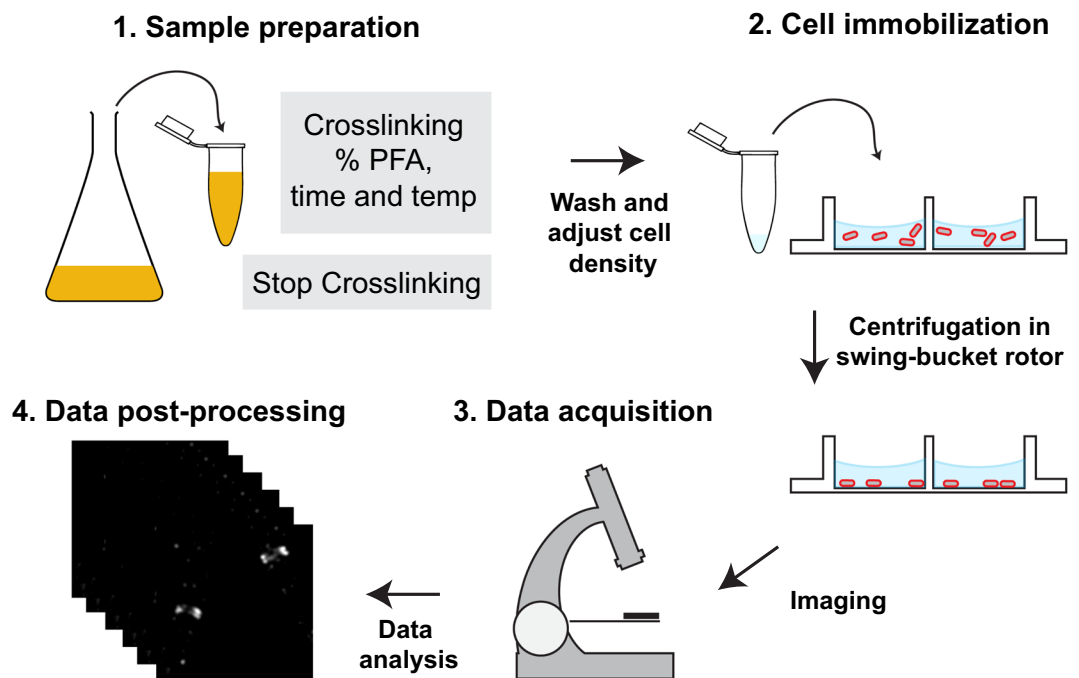 1. Sample preparation
Crosslinking
% PFA,
time and temp
Stop Crosslinking
Wash and
adjust cell
density
2. Cell immobilization
Centrifugation in
swing-bucket rotor
Imaging
3. Data acquisition
Data
analysis
4. Data post-processing